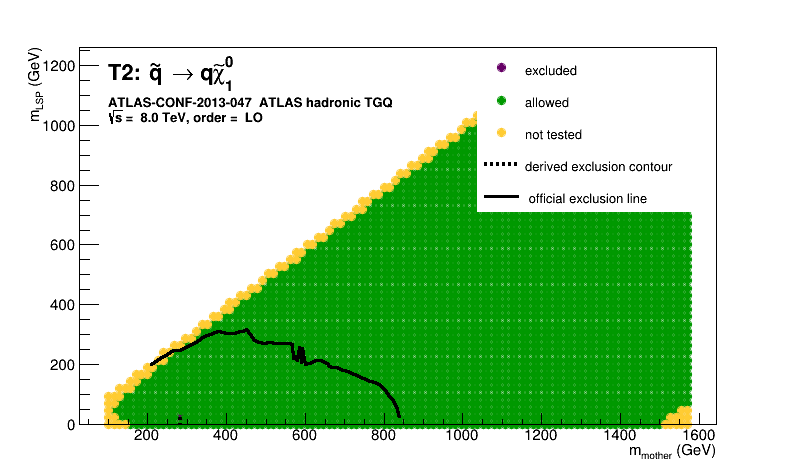 T2: q̃ → qχ̃⁰₁
ATLAS-CONF-2013-047 ATLAS hadronic TGQ
√s = 8.0 TeV, order = LO
excluded
allowed
not tested
derived exclusion contour
official exclusion line
m_LSP (GeV)
1200
1000
800
600
400
200
0
200 400 600 800 1000 1200 1400 1600
m_mother (GeV)